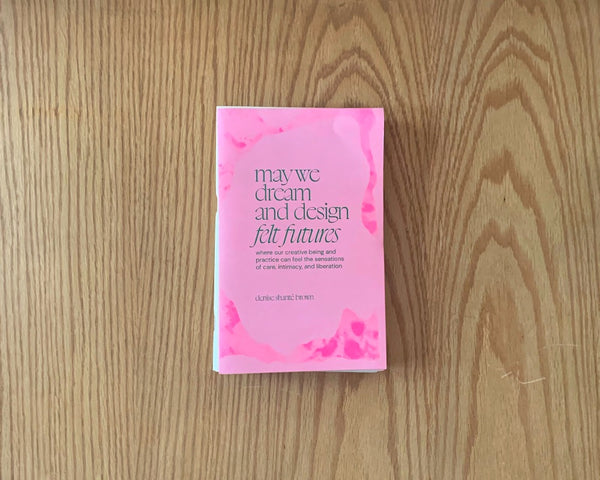 may we
dream
and design
felt futures
where our creative being and
practice can feel the sensations
of care, intimacy, and liberation
denise shanté brown